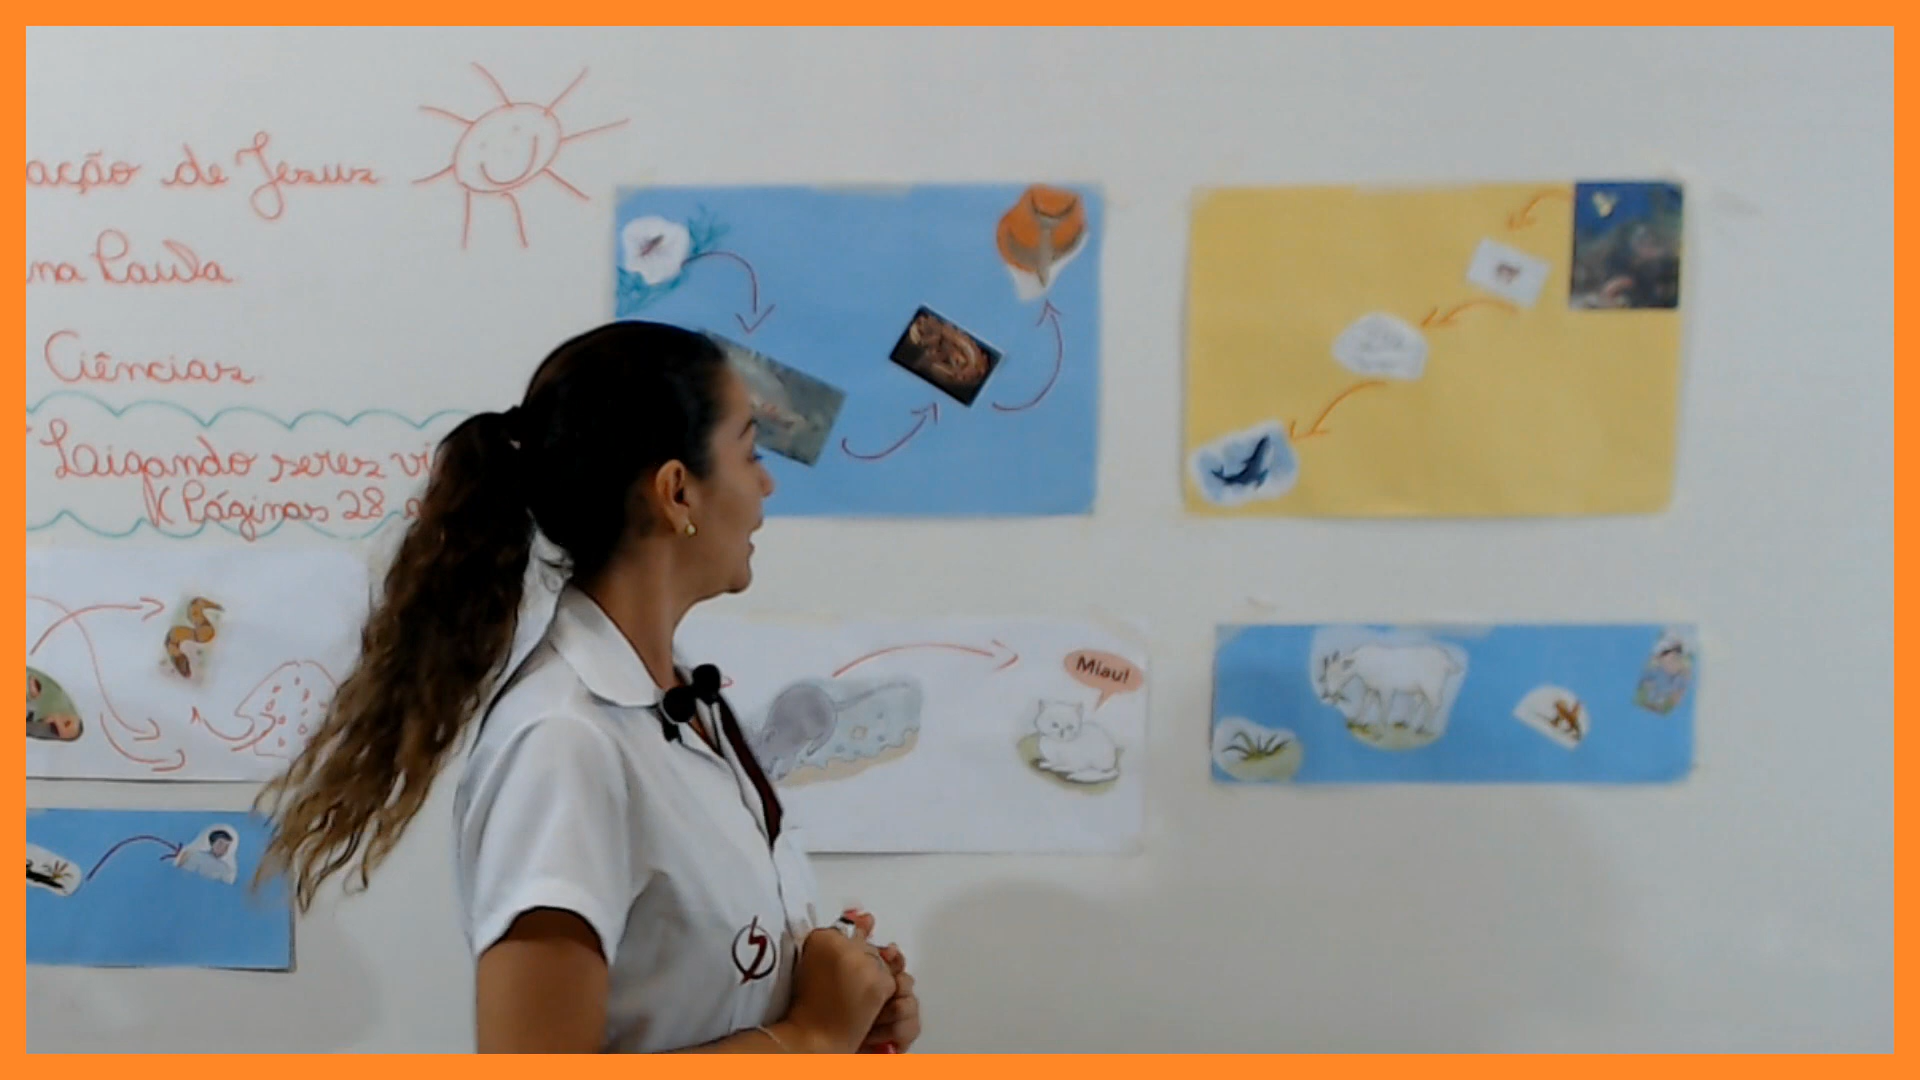 ação de Jesus
na Paula
Ciências
Ligando seres vi
(Páginas 28 a
Miau!